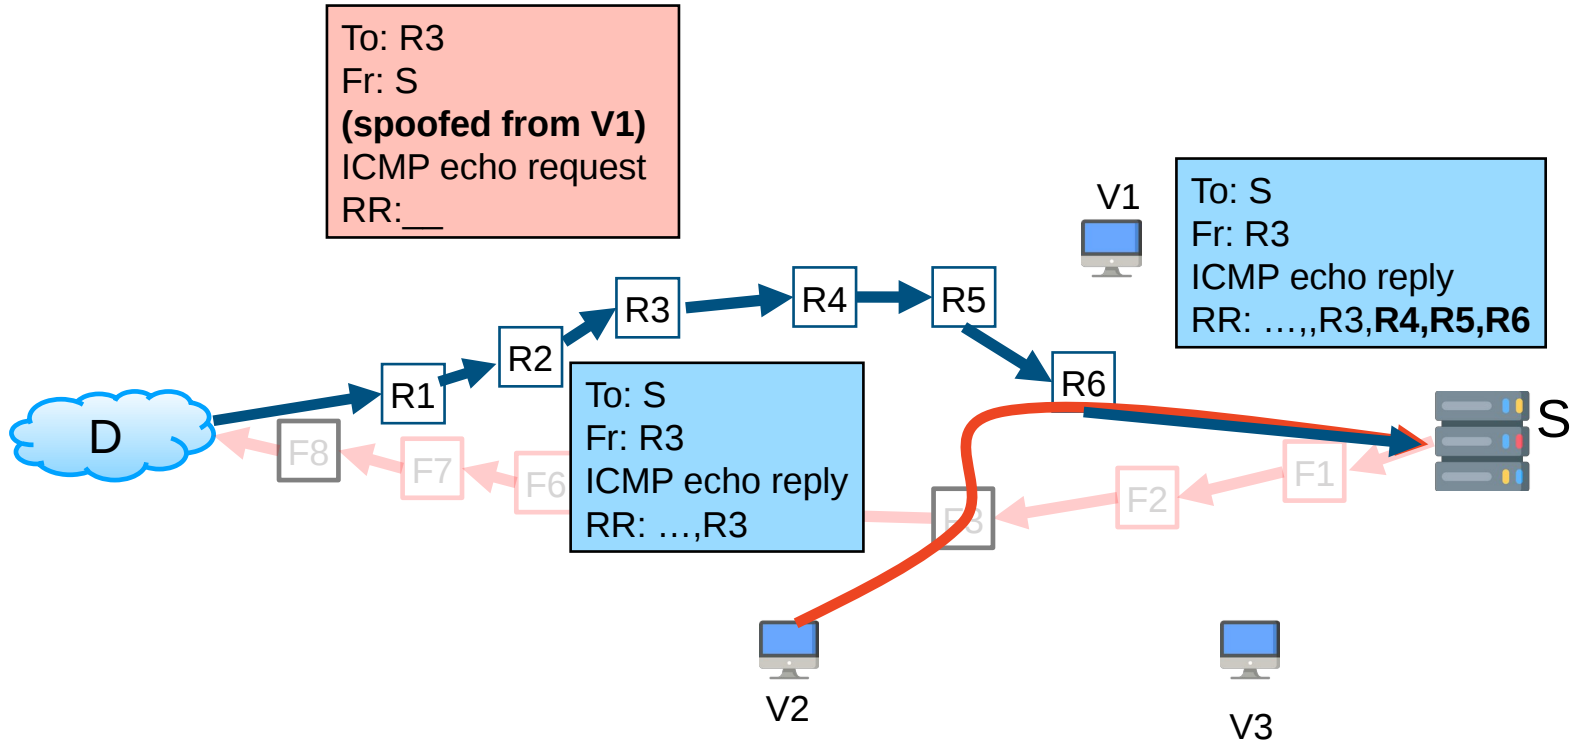 To: R3
Fr: S
(spoofed from V1)
ICMP echo request
RR:__
V1
To: S
Fr: R3
ICMP echo reply
RR: …,,R3,R4,R5,R6
R3
R4
R5
R2
R1
R6
D
S
To: S
Fr: R3
ICMP echo reply
RR: …,R3
F8
F7
F6
F3
F2
F1
V2
V3